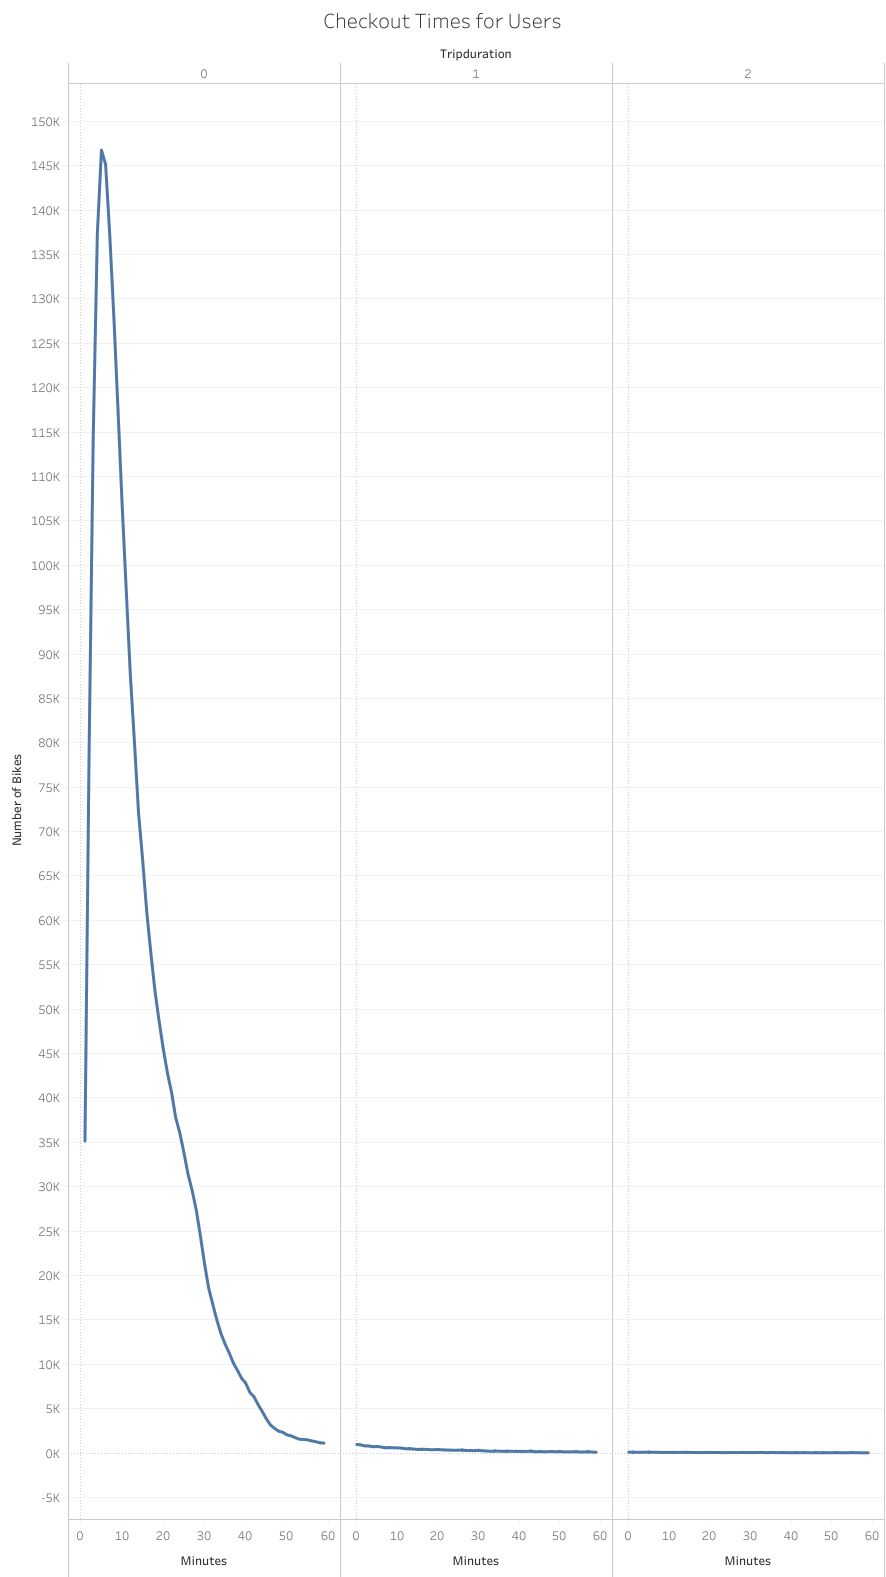 Checkout Times for Users
Tripduration
0 1 2
150K
145K
140K
135K
130K
125K
120K
115K
110K
105K
100K
95K
90K
85K
80K
75K
70K
65K
60K
55K
50K
45K
40K
35K
30K
25K
20K
15K
10K
5K
0K
-5K
Number of Bikes
0 10 20 30 40 50 60 0 10 20 30 40 50 60 0 10 20 30 40 50 60
Minutes Minutes Minutes